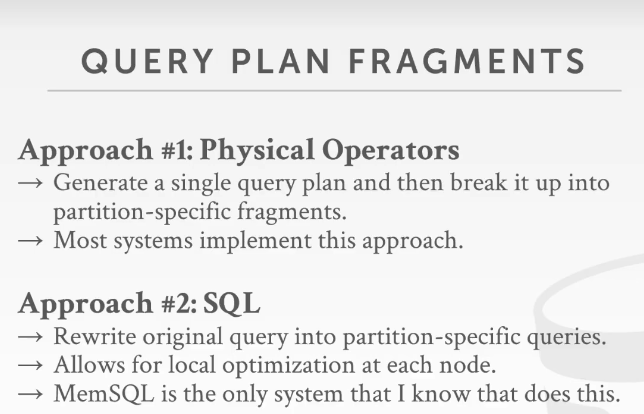 QUERY PLAN FRAGMENTS
Approach #1: Physical Operators
→ Generate a single query plan and then break it up into
partition-specific fragments.
→ Most systems implement this approach.
Approach #2: SQL
→ Rewrite original query into partition-specific queries.
→ Allows for local optimization at each node.
→ MemSQL is the only system that I know that does this.